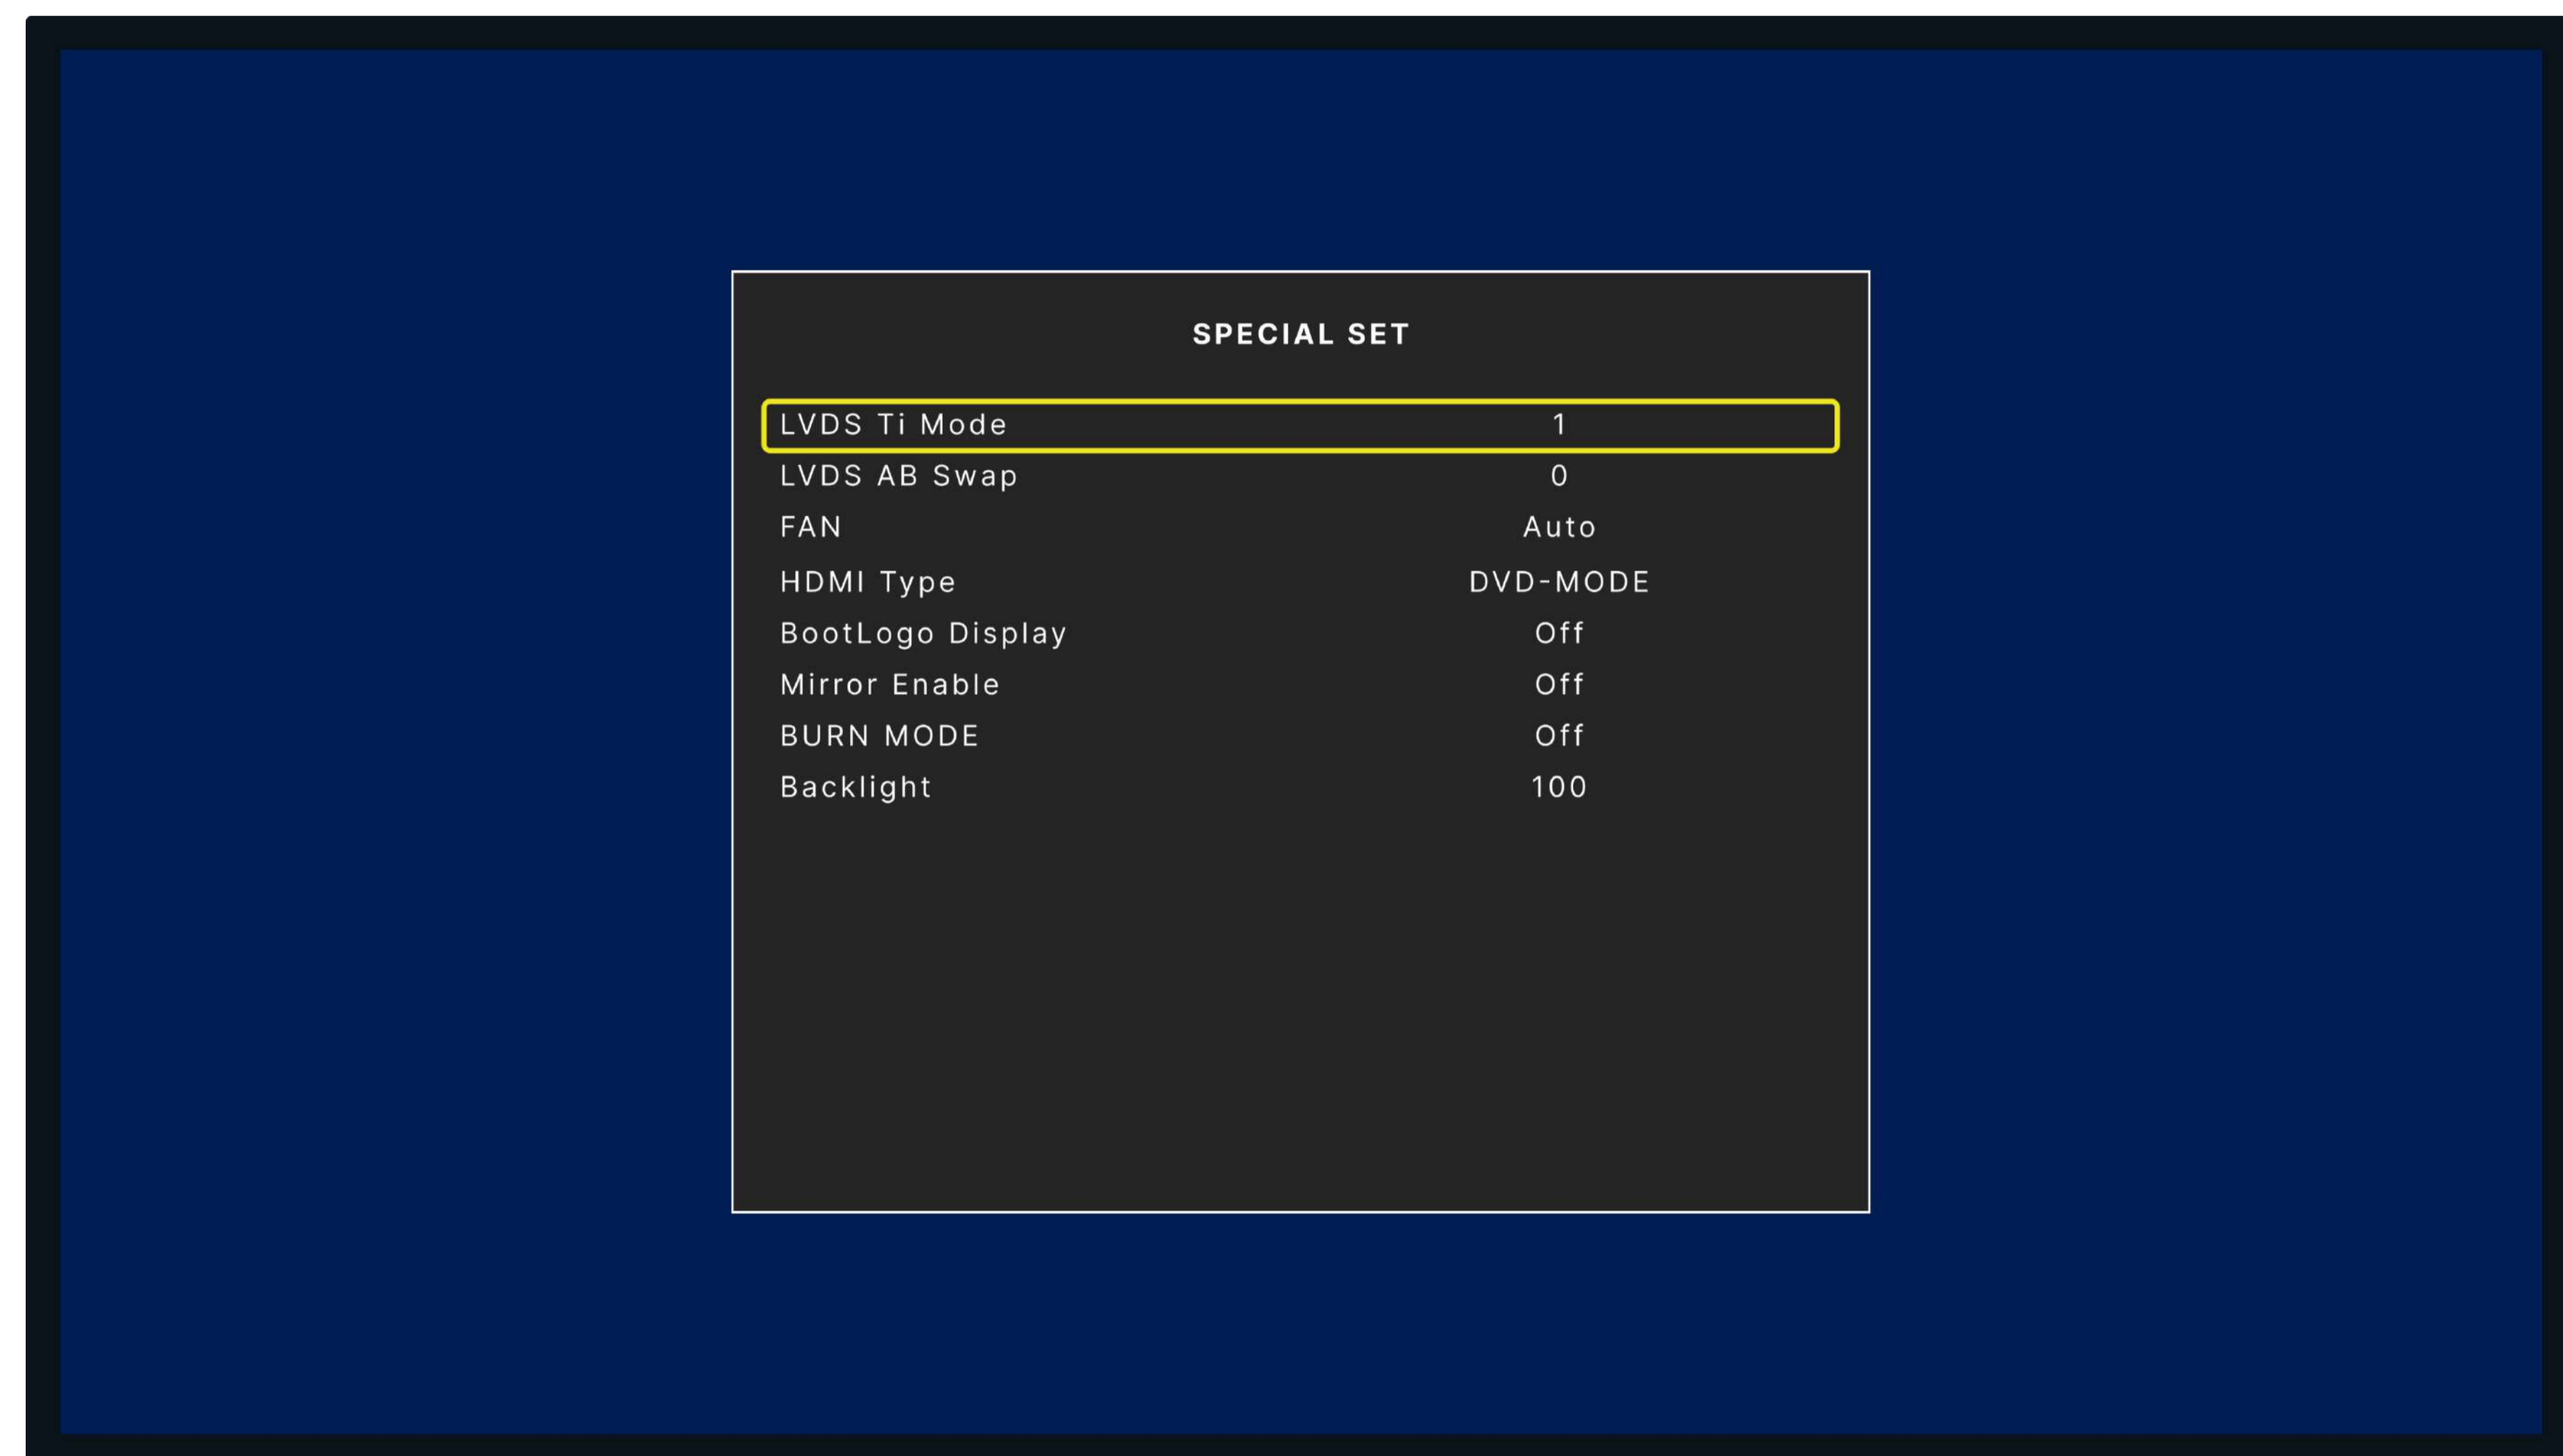 SPECIAL SET
LVDS Ti Mode 1
LVDS AB Swap 0
FAN Auto
HDMI Type DVD-MODE
BootLogo Display Off
Mirror Enable Off
BURN MODE Off
Backlight 100